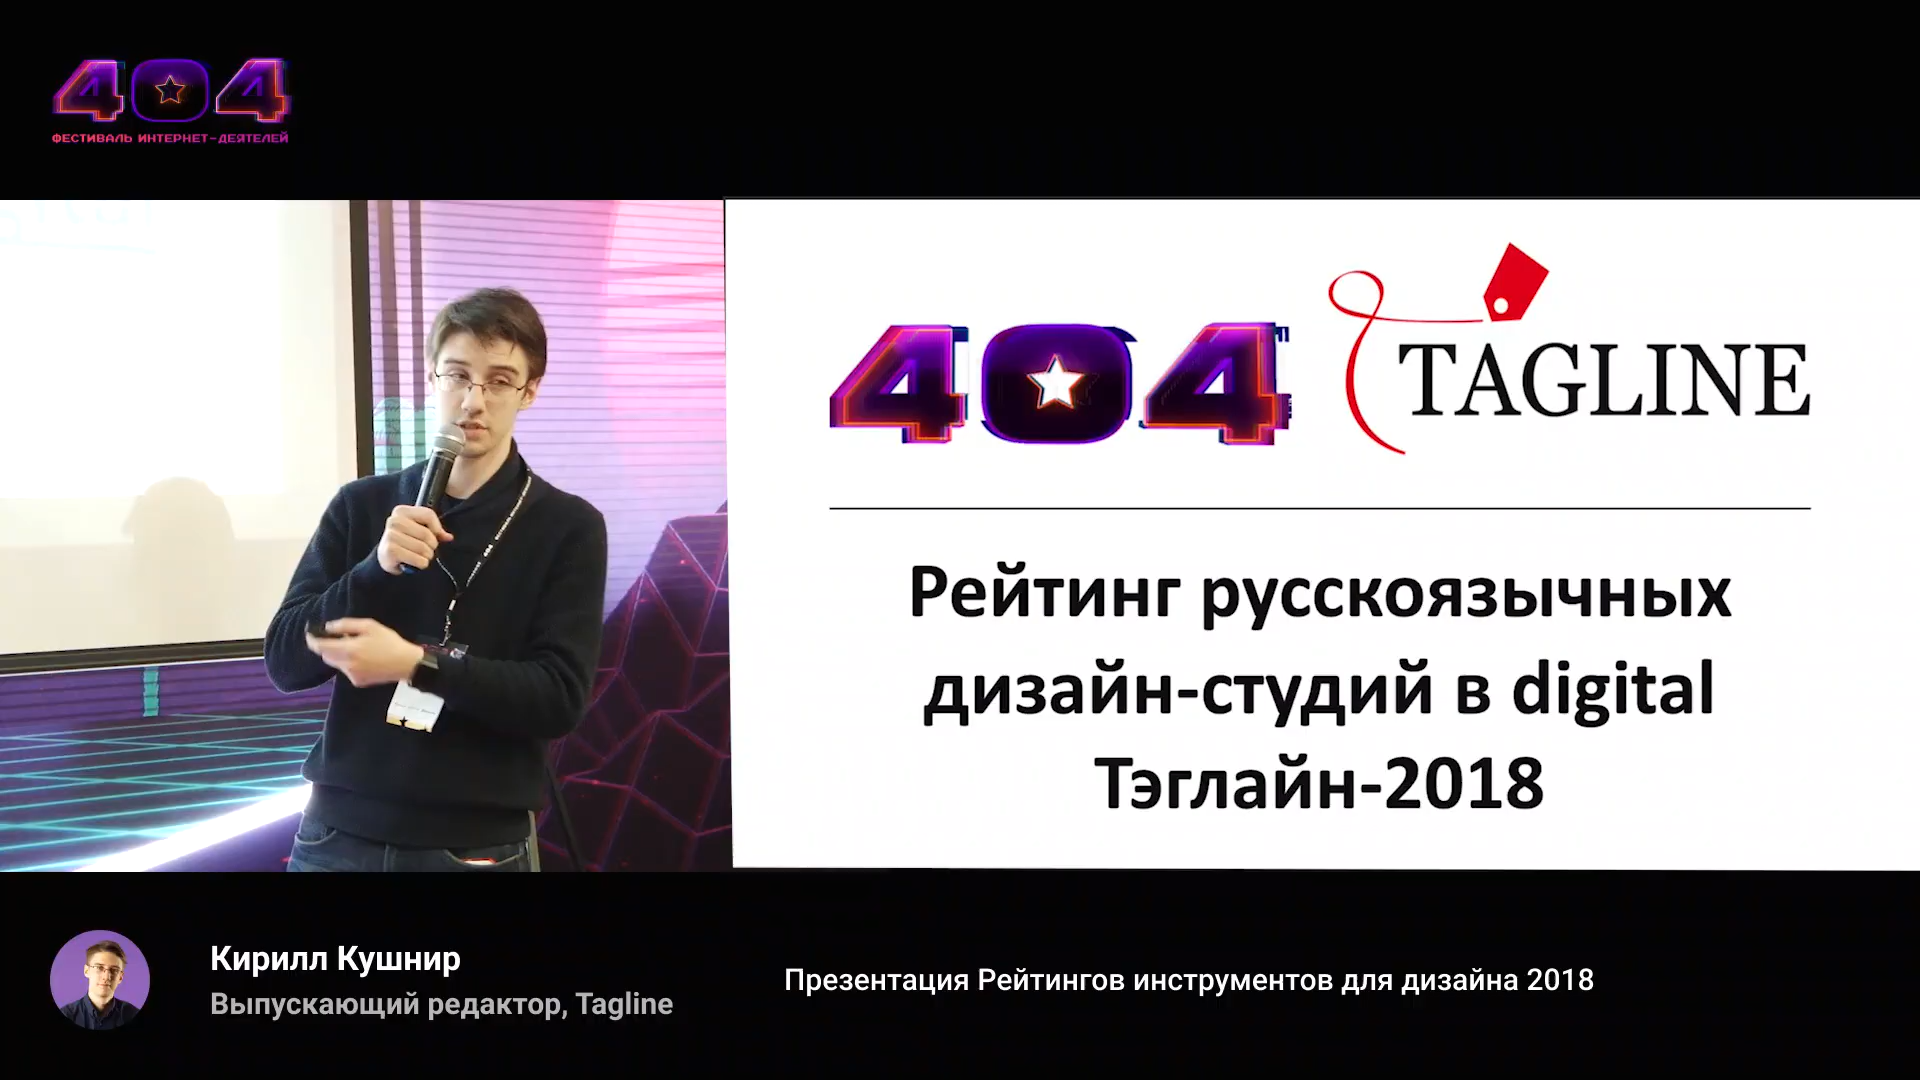 404
ФЕСТИВАЛЬ ИНТЕРНЕТ-ДЕЯТЕЛЕЙ
404
TAGLINE
Рейтинг русскоязычных
дизайн-студий в digital
Тэглайн-2018
Кирилл Кушнир
Выпускающий редактор, Tagline
Презентация Рейтингов инструментов для дизайна 2018